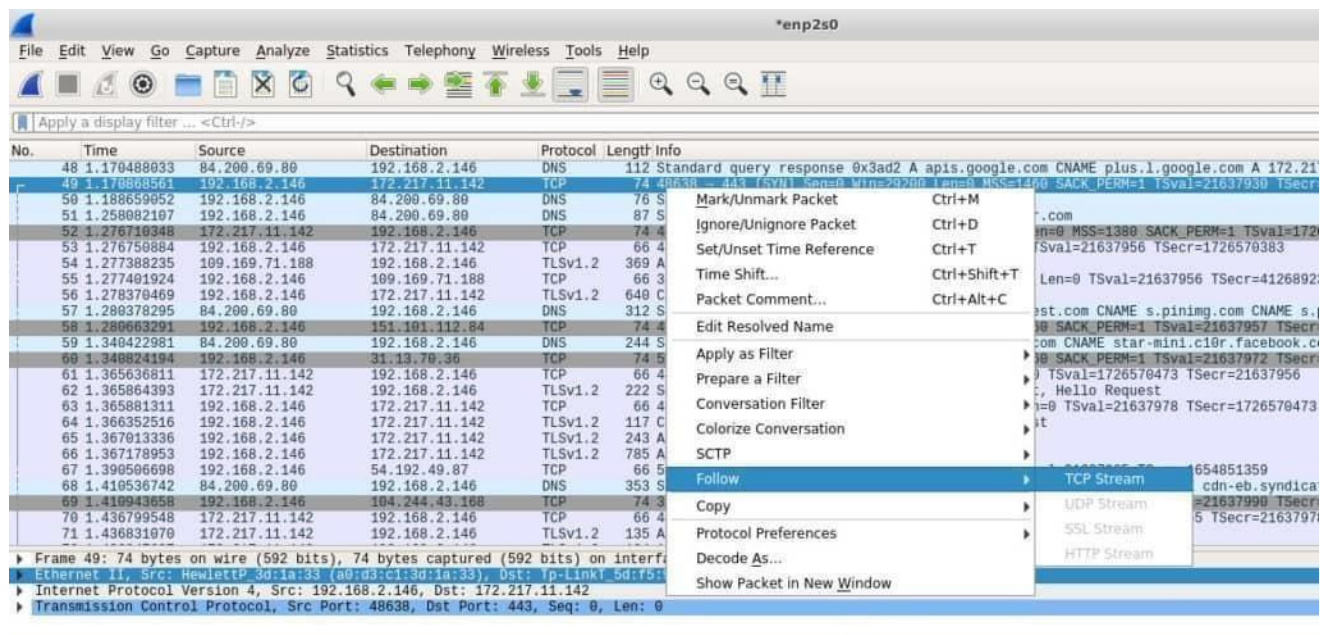 *enp2s0
File Edit View Go Capture Analyze Statistics Telephony Wireless Tools Help
Apply a display filter ... <Ctrl-/>
No. Time Source Destination Protocol Length Info
48 1.170488033 84.200.69.80 192.168.2.146 DNS 112 Standard query response 0x3ad2 A apis.google.com CNAME plus.l.google.com A 172.21
49 1.170868561 192.168.2.146 172.217.11.142 TCP 74 48638 → 443 [SYN] Seq=0 Win=29200 Len=0 MSS=1460 SACK_PERM=1 TSval=21637930 TSecr
50 1.188659052 192.168.2.146 84.200.69.80 DNS 76 S
51 1.258082107 192.168.2.146 84.200.69.80 DNS 87 S r.com
52 1.276710348 172.217.11.142 192.168.2.146 TCP 74 4 en=0 MSS=1380 SACK_PERM=1 TSval=172
53 1.276750884 192.168.2.146 172.217.11.142 TCP 66 4 TSval=21637956 TSecr=1726570383
54 1.277388235 109.169.71.188 192.168.2.146 TLSv1.2 369 A
55 1.277401924 192.168.2.146 109.169.71.188 TCP 66 3 Len=0 TSval=21637956 TSecr=4126892
56 1.278370469 192.168.2.146 172.217.11.142 TLSv1.2 640 C
57 1.280378295 84.200.69.80 192.168.2.146 DNS 312 S est.com CNAME s.pinimg.com CNAME s.
58 1.280663291 192.168.2.146 151.101.112.84 TCP 74 4 60 SACK_PERM=1 TSval=21637957 TSecr
59 1.340422981 84.200.69.80 192.168.2.146 DNS 244 S com CNAME star-mini.c10r.facebook.c
60 1.340824194 192.168.2.146 31.13.70.36 TCP 74 5 60 SACK_PERM=1 TSval=21637972 TSecr
61 1.365636811 172.217.11.142 192.168.2.146 TCP 66 4 TSval=1726570473 TSecr=21637956
62 1.365864393 172.217.11.142 192.168.2.146 TLSv1.2 222 S , Hello Request
63 1.365881311 192.168.2.146 172.217.11.142 TCP 66 4 n=0 TSval=21637978 TSecr=1726570473
64 1.366352516 192.168.2.146 172.217.11.142 TLSv1.2 117 C st
65 1.367013336 192.168.2.146 172.217.11.142 TLSv1.2 243 A
66 1.367178953 192.168.2.146 172.217.11.142 TLSv1.2 785 A
67 1.390506698 192.168.2.146 54.192.49.87 TCP 66 5 1654851359
68 1.410536742 84.200.69.80 192.168.2.146 DNS 353 S cdn-eb.syndica
69 1.410943658 192.168.2.146 104.244.43.168 TCP 74 3 =21637990 TSecr
70 1.436799548 172.217.11.142 192.168.2.146 TCP 66 4 5 TSecr=2163797
71 1.436831070 172.217.11.142 192.168.2.146 TLSv1.2 135 A
Mark/Unmark Packet Ctrl+M
Ignore/Unignore Packet Ctrl+D
Set/Unset Time Reference Ctrl+T
Time Shift... Ctrl+Shift+T
Packet Comment... Ctrl+Alt+C
Edit Resolved Name
Apply as Filter
Prepare a Filter
Conversation Filter
Colorize Conversation
SCTP
Follow
Copy
Protocol Preferences
Decode As...
Show Packet in New Window
TCP Stream
UDP Stream
SSL Stream
HTTP Stream
Frame 49: 74 bytes on wire (592 bits), 74 bytes captured (592 bits) on interfa
Ethernet II, Src: HewlettP_3d:1a:33 (a0:d3:c1:3d:1a:33), Dst: Tp-LinkT_5d:f5:
Internet Protocol Version 4, Src: 192.168.2.146, Dst: 172.217.11.142
Transmission Control Protocol, Src Port: 48638, Dst Port: 443, Seq: 0, Len: 0